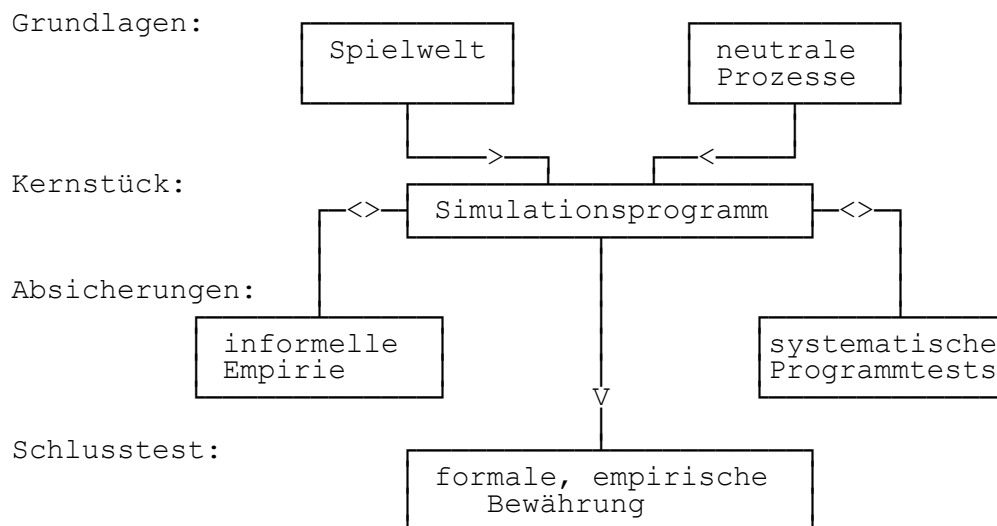 Grundlagen:
Spielwelt
neutrale
Prozesse
>
<
Kernstück:
<>
Simulationsprogramm
<>
Absicherungen:
informelle
Empirie
systematische
Programmtests
V
Schlusstest:
formale, empirische
Bewährung